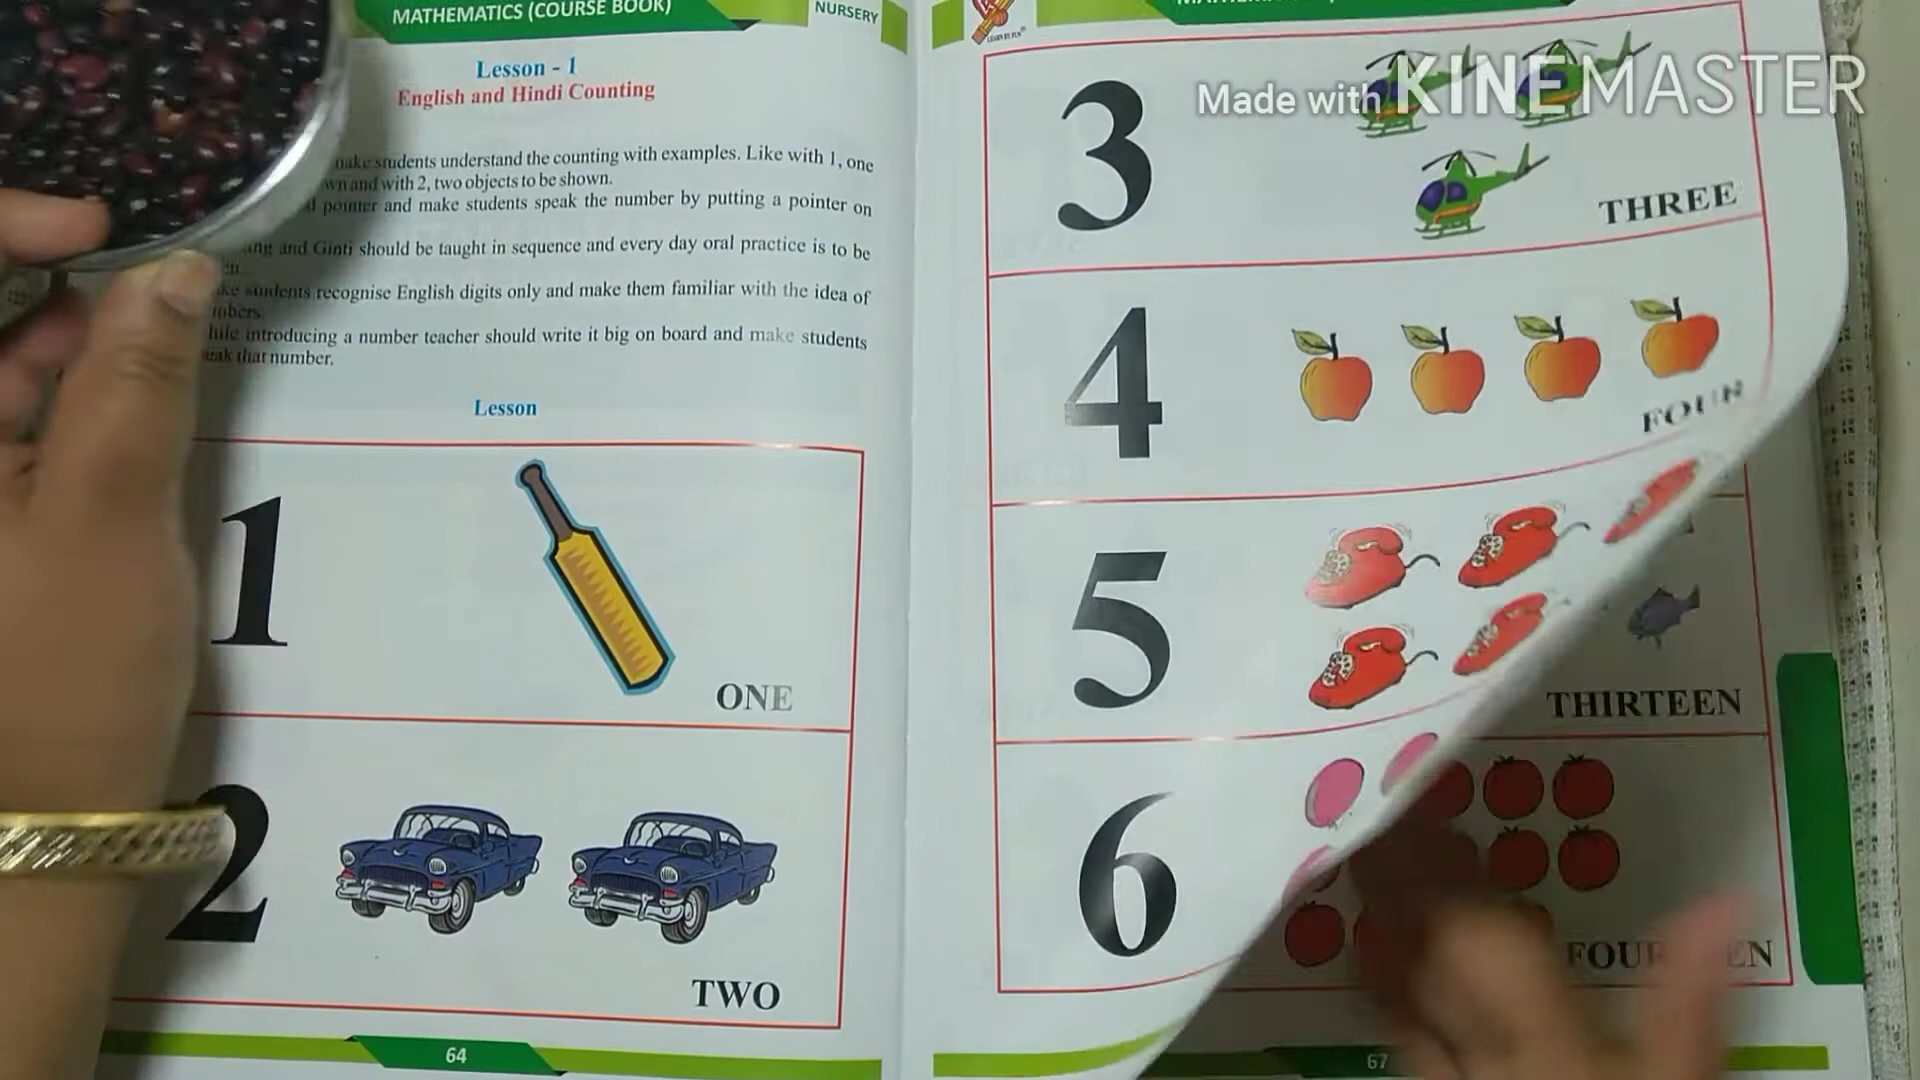 MATHEMATICS (COURSE BOOK)
NURSERY
Lesson - 1
English and Hindi Counting
make students understand the counting with examples. Like with 1, one
and with 2, two objects to be shown.
pointer and make students speak the number by putting a pointer on
and Ginti should be taught in sequence and every day oral practice is to be
students recognise English digits only and make them familiar with the idea of
introducing a number teacher should write it big on board and make students
that number.
Lesson
1
ONE
2
TWO
64
LEARN BY FUN
Made with KINEMASTER
3
THREE
4
FOUR
5
THIRTEEN
6
67